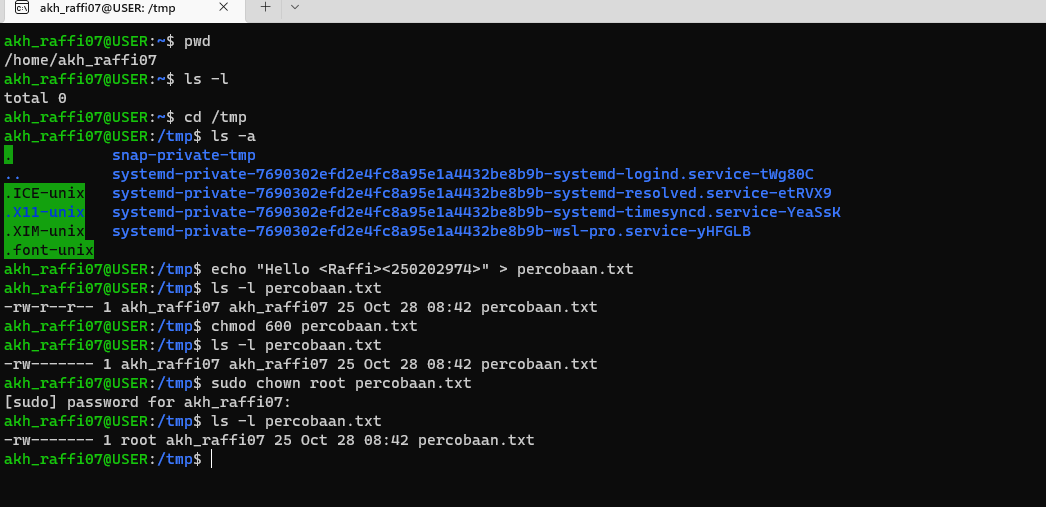 akh_raffi07@USER: /tmp
akh_raffi07@USER:~$ pwd
/home/akh_raffi07
akh_raffi07@USER:~$ ls -l
total 0
akh_raffi07@USER:~$ cd /tmp
akh_raffi07@USER:/tmp$ ls -a
. snap-private-tmp
.. systemd-private-7690302efd2e4fc8a95e1a4432be8b9b-systemd-logind.service-tWg80C
.ICE-unix systemd-private-7690302efd2e4fc8a95e1a4432be8b9b-systemd-resolved.service-etRVX9
.X11-unix systemd-private-7690302efd2e4fc8a95e1a4432be8b9b-systemd-timesyncd.service-YeaSsK
.XIM-unix systemd-private-7690302efd2e4fc8a95e1a4432be8b9b-wsl-pro.service-yHFGLB
.font-unix
akh_raffi07@USER:/tmp$ echo "Hello <Raffi><250202974>" > percobaan.txt
akh_raffi07@USER:/tmp$ ls -l percobaan.txt
-rw-r--r-- 1 akh_raffi07 akh_raffi07 25 Oct 28 08:42 percobaan.txt
akh_raffi07@USER:/tmp$ chmod 600 percobaan.txt
akh_raffi07@USER:/tmp$ ls -l percobaan.txt
-rw------- 1 akh_raffi07 akh_raffi07 25 Oct 28 08:42 percobaan.txt
akh_raffi07@USER:/tmp$ sudo chown root percobaan.txt
[sudo] password for akh_raffi07:
akh_raffi07@USER:/tmp$ ls -l percobaan.txt
-rw------- 1 root akh_raffi07 25 Oct 28 08:42 percobaan.txt
akh_raffi07@USER:/tmp$